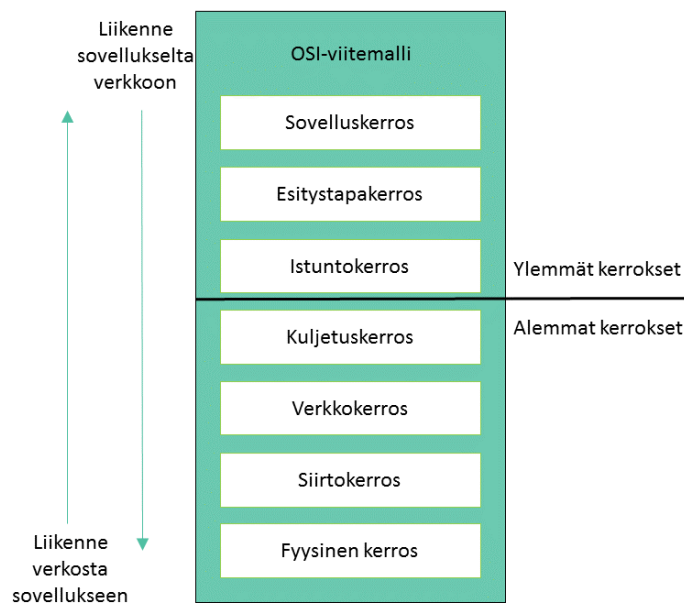 Liikenne
sovellukselta
verkkoon
OSI-viitemalli
Sovelluskerros
Esitystapakerros
Istuntokerros
Ylemmät kerrokset
Alemmat kerrokset
Kuljetuskerros
Verkkokerros
Siirtokerros
Fyysinen kerros
Liikenne
verkosta
sovellukseen